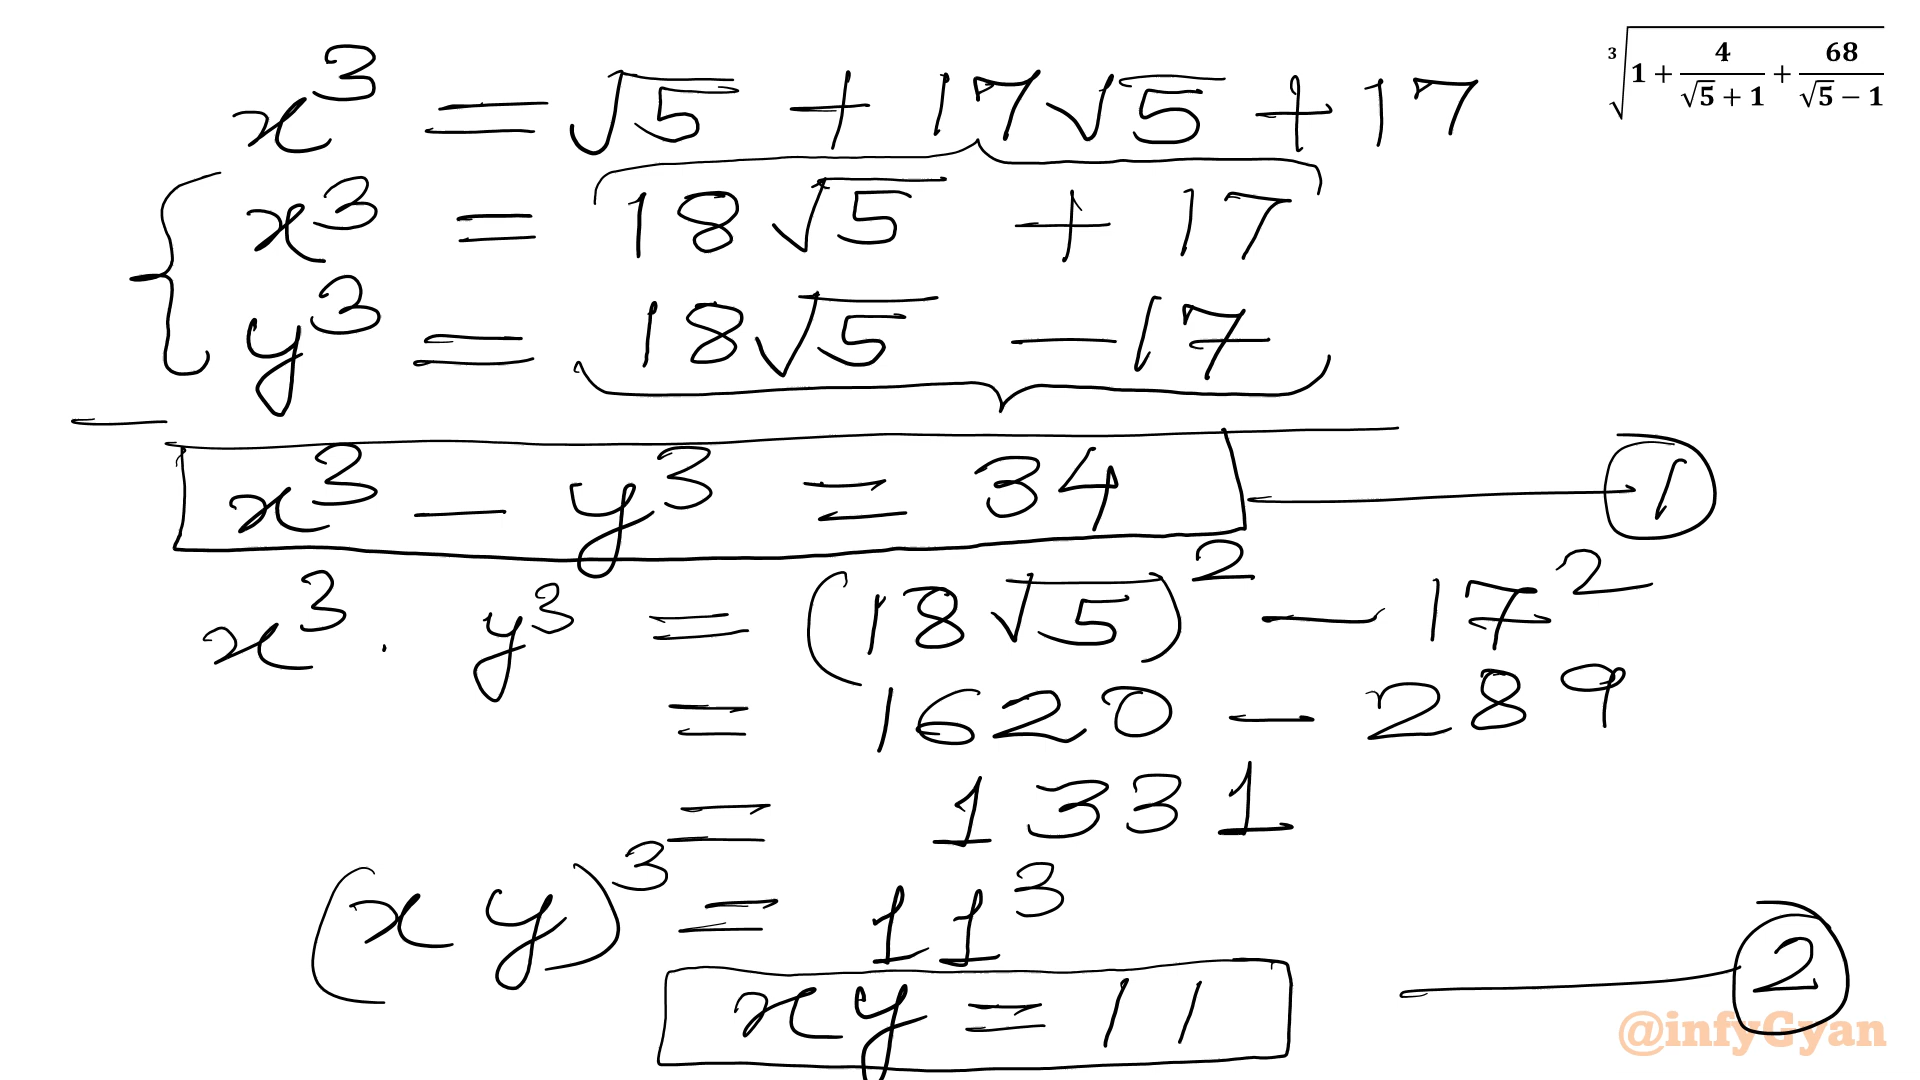 x³ = √5 + 17√5 + 17
∛(1 + 4/(√5 + 1) + 68/(√5 − 1))
x³ = 18√5 + 17
y³ = 18√5 − 17
−
x³ − y³ = 34 ① 
x³ . y³ = (18√5)² − 17²
= 1620 − 289
= 1331
(xy)³ = 11³
xy = 11 ②
@infyGyan